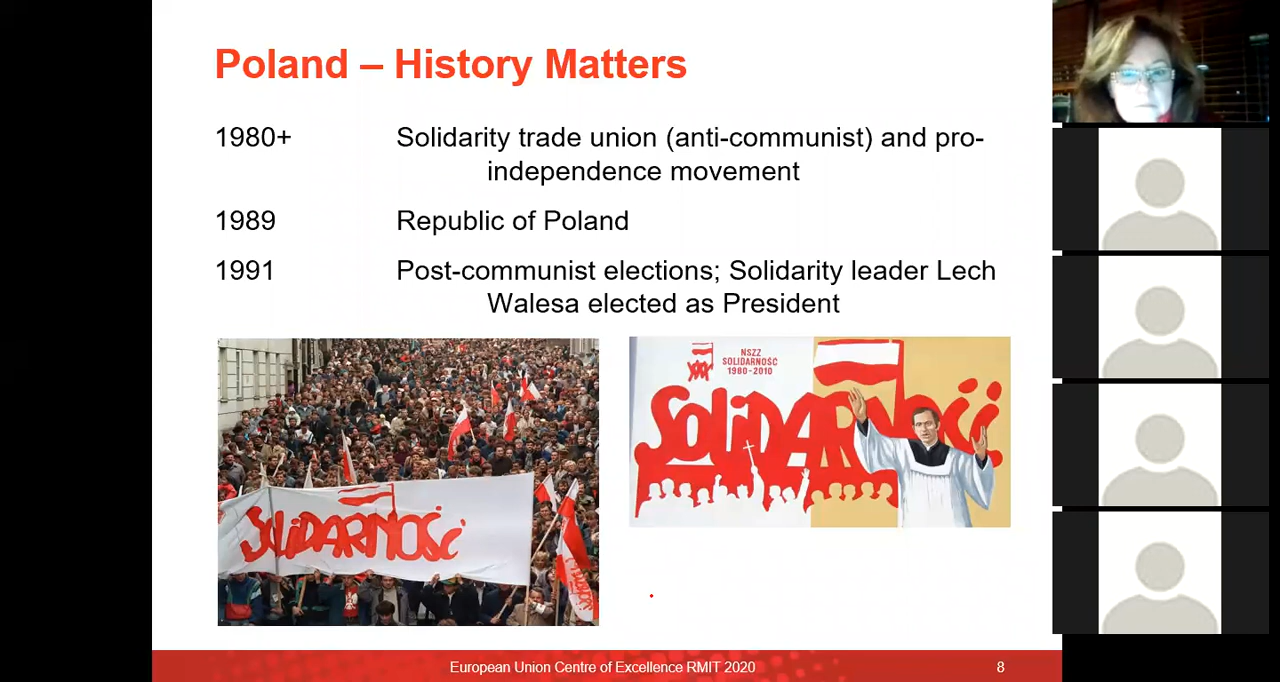 Poland – History Matters
1980+ Solidarity trade union (anti-communist) and pro-
independence movement
1989 Republic of Poland
1991 Post-communist elections; Solidarity leader Lech
Walesa elected as President
SOLiDARNOŚĆ
NSZZ
SOLIDARNOŚĆ
1980-2010
SOLiDARNOŚĆ
European Union Centre of Excellence RMIT 2020
8